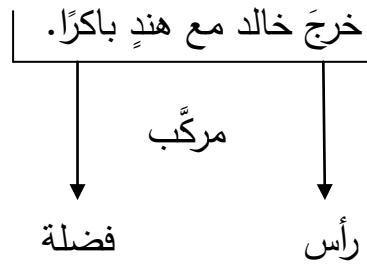 خرجَ خالد مع هندٍ باكرًا.
مركَّب
رأس فضلة